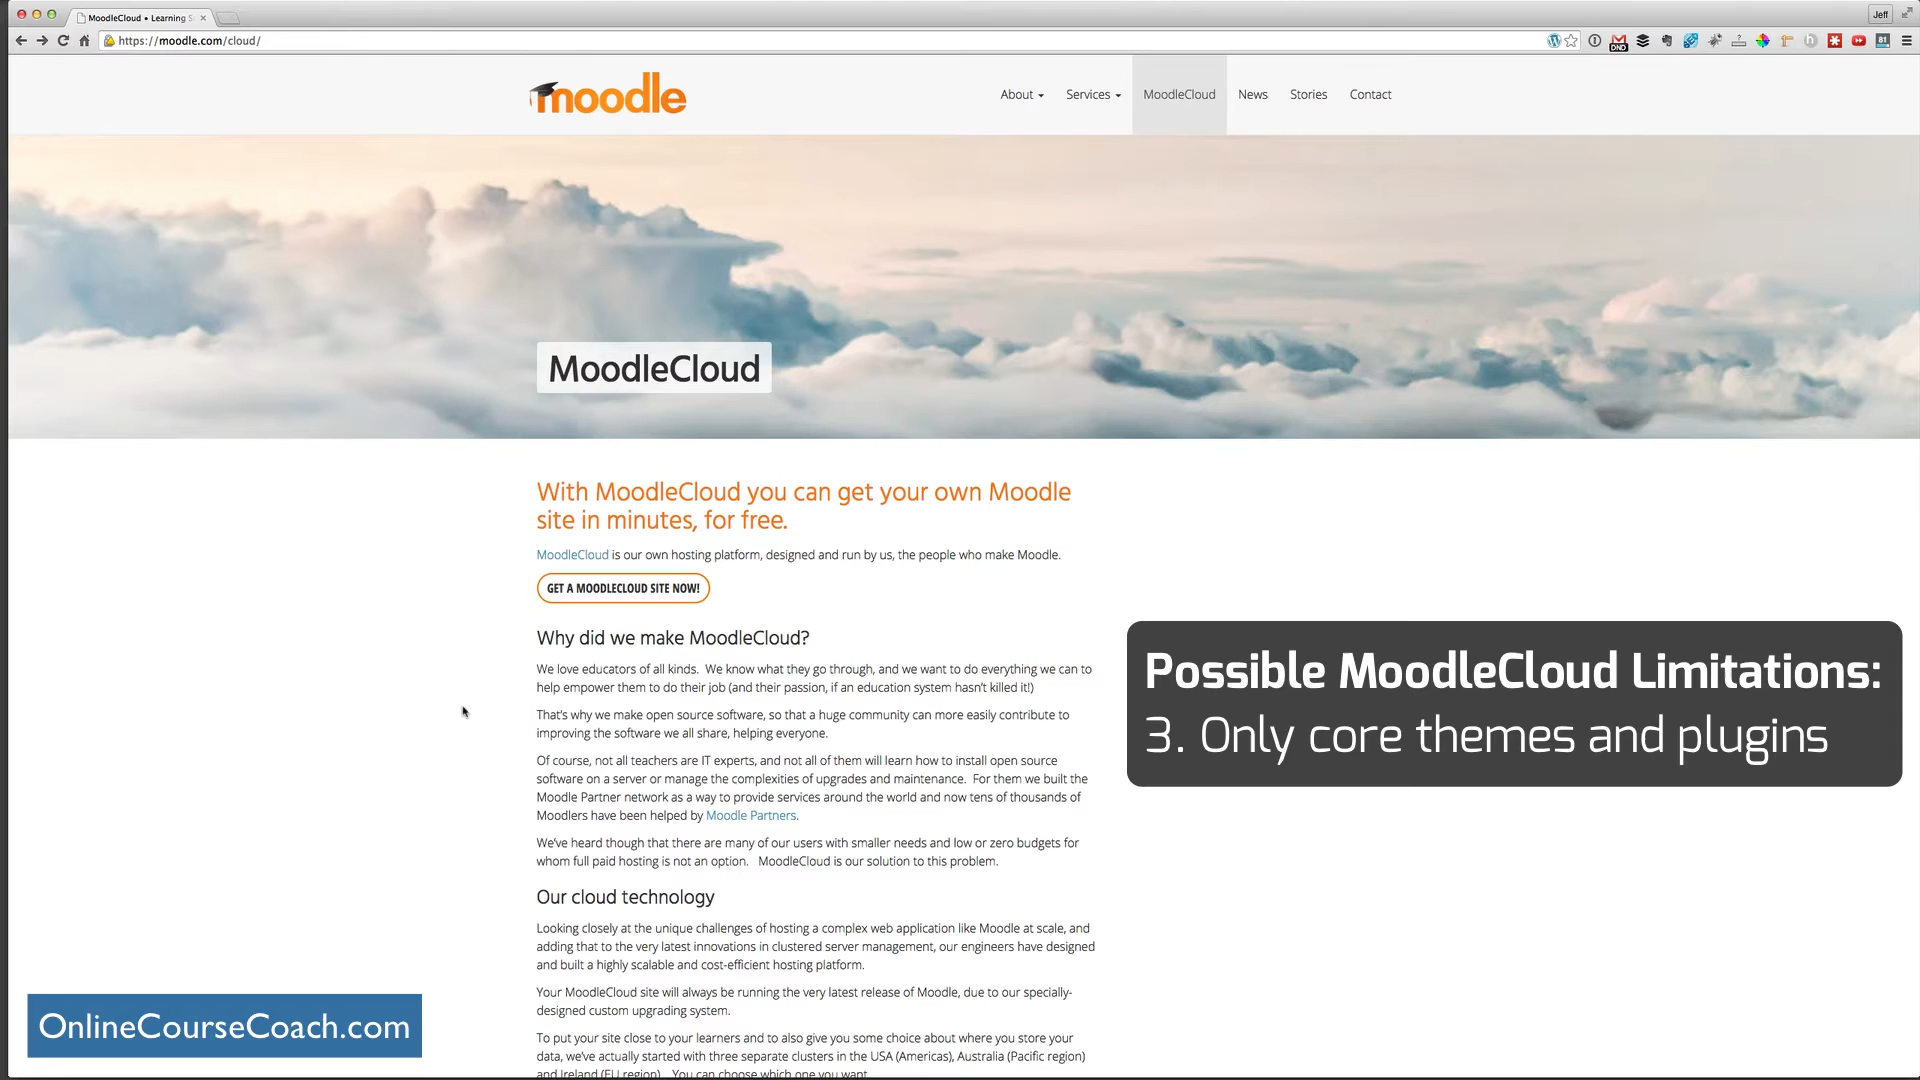 MoodleCloud • Learning S
Jeff
https://moodle.com/cloud/
DND
81
moodle
About
Services
MoodleCloud
News
Stories
Contact
MoodleCloud
With MoodleCloud you can get your own Moodle
site in minutes, for free.
MoodleCloud is our own hosting platform, designed and run by us, the people who make Moodle.
GET A MOODLECLOUD SITE NOW!
Why did we make MoodleCloud?
We love educators of all kinds. We know what they go through, and we want to do everything we can to
help empower them to do their job (and their passion, if an education system hasn't killed it!)
That's why we make open source software, so that a huge community can more easily contribute to
improving the software we all share, helping everyone.
Of course, not all teachers are IT experts, and not all of them will learn how to install open source
software on a server or manage the complexities of upgrades and maintenance. For them we built the
Moodle Partner network as a way to provide services around the world and now tens of thousands of
Moodlers have been helped by Moodle Partners.
We've heard though that there are many of our users with smaller needs and low or zero budgets for
whom full paid hosting is not an option. MoodleCloud is our solution to this problem.
Our cloud technology
Looking closely at the unique challenges of hosting a complex web application like Moodle at scale, and
adding that to the very latest innovations in clustered server management, our engineers have designed
and built a highly scalable and cost-efficient hosting platform.
Your MoodleCloud site will always be running the very latest release of Moodle, due to our specially-
designed custom upgrading system.
To put your site close to your learners and to also give you some choice about where you store your
data, we've actually started with three separate clusters in the USA (Americas), Australia (Pacific region)
and Ireland (EU region). You can choose which one you want.
Possible MoodleCloud Limitations:
3. Only core themes and plugins
OnlineCourseCoach.com